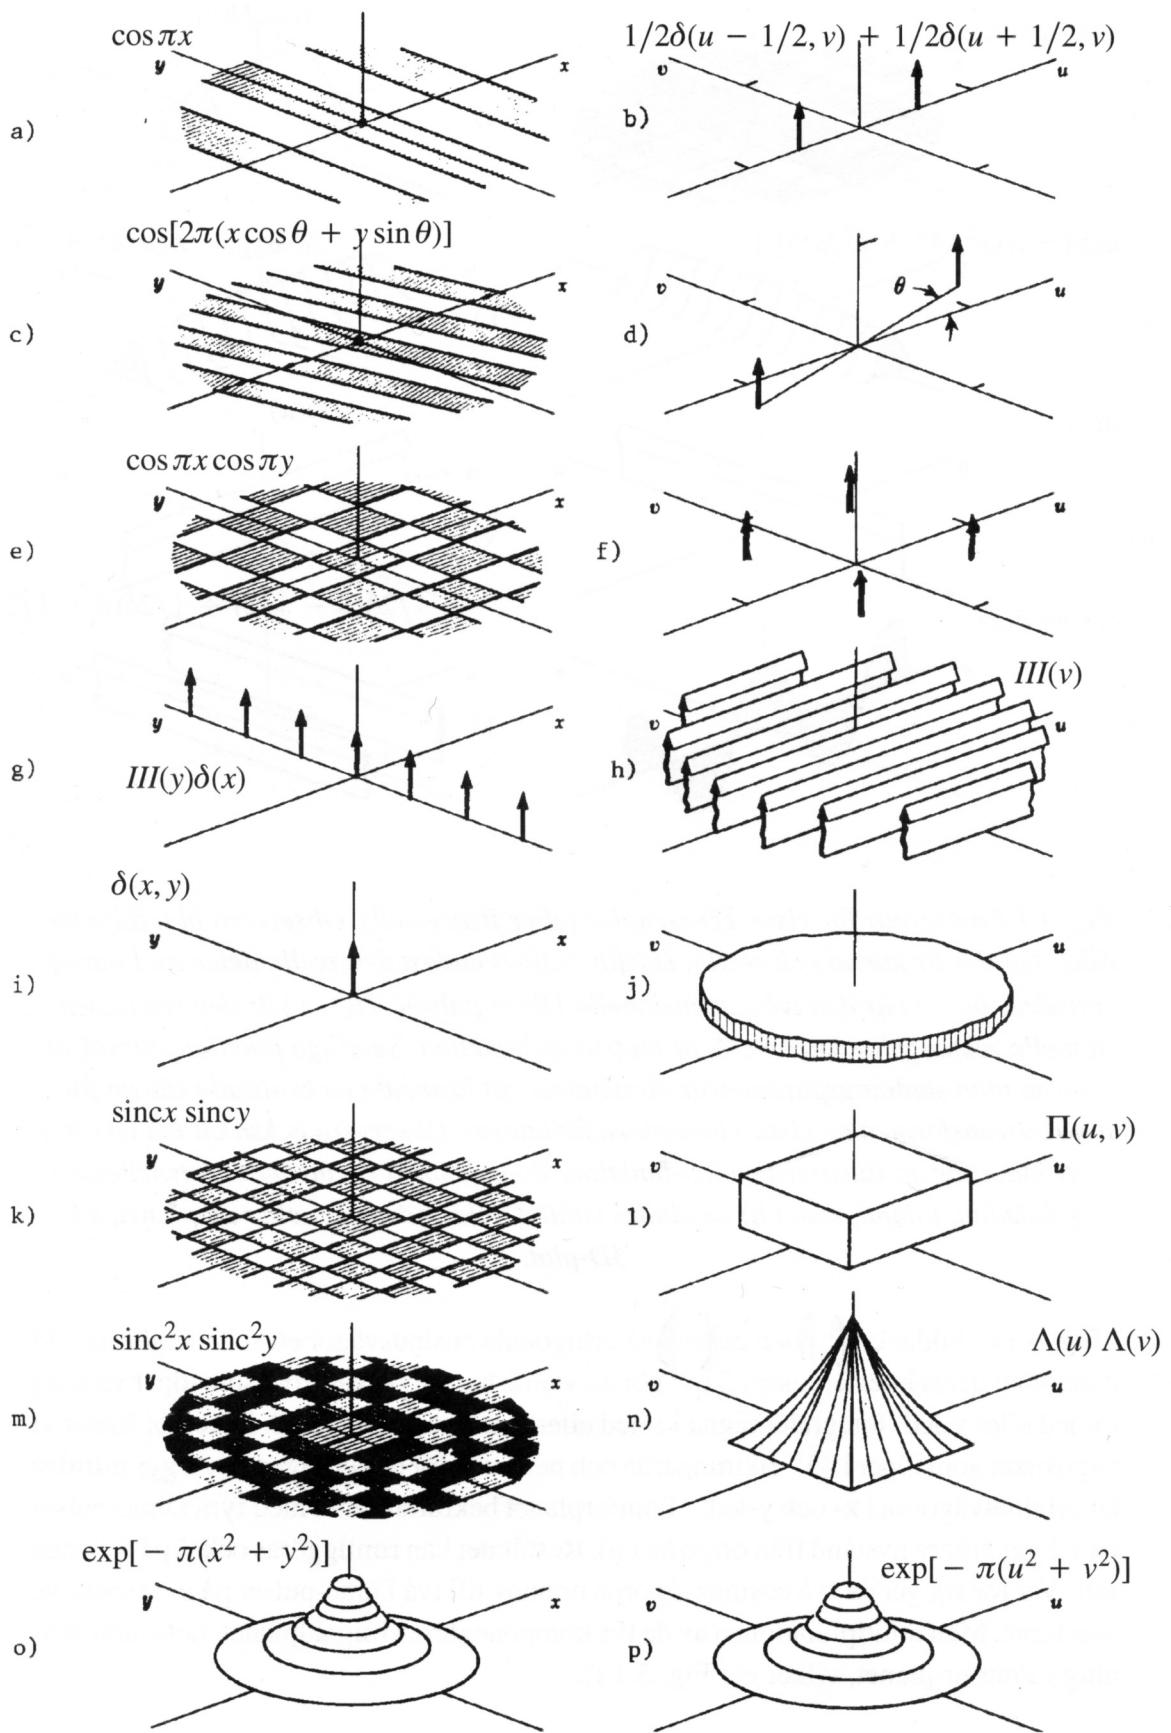 cos πx
1/2δ(u − 1/2, v) + 1/2δ(u + 1/2, v)
y x v u
a) b)
cos[2π(x cos θ + y sin θ)]
y x v θ u
c) d)
cos πx cos πy
y x v u
e) f)
III(v)
y x v u
g) III(y)δ(x) h)
δ(x, y)
y x v u
i) j)
sincx sincy Π(u, v)
y x v u
k) l)
sinc²x sinc²y Λ(u) Λ(v)
y x v u
m) n)
exp[− π(x² + y²)] exp[− π(u² + v²)]
y x v u
o) p)